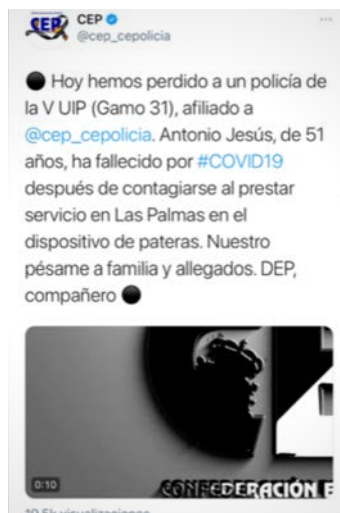 CEP
CEP
@cep_cepolicia
Hoy hemos perdido a un policía de
la V UIP (Gamo 31), afiliado a
@cep_cepolicia. Antonio Jesús, de 51
años, ha fallecido por #COVID19
después de contagiarse al prestar
servicio en Las Palmas en el
dispositivo de pateras. Nuestro
pésame a familia y allegados. DEP,
compañero
0:10
CONFEDERACIÓN E